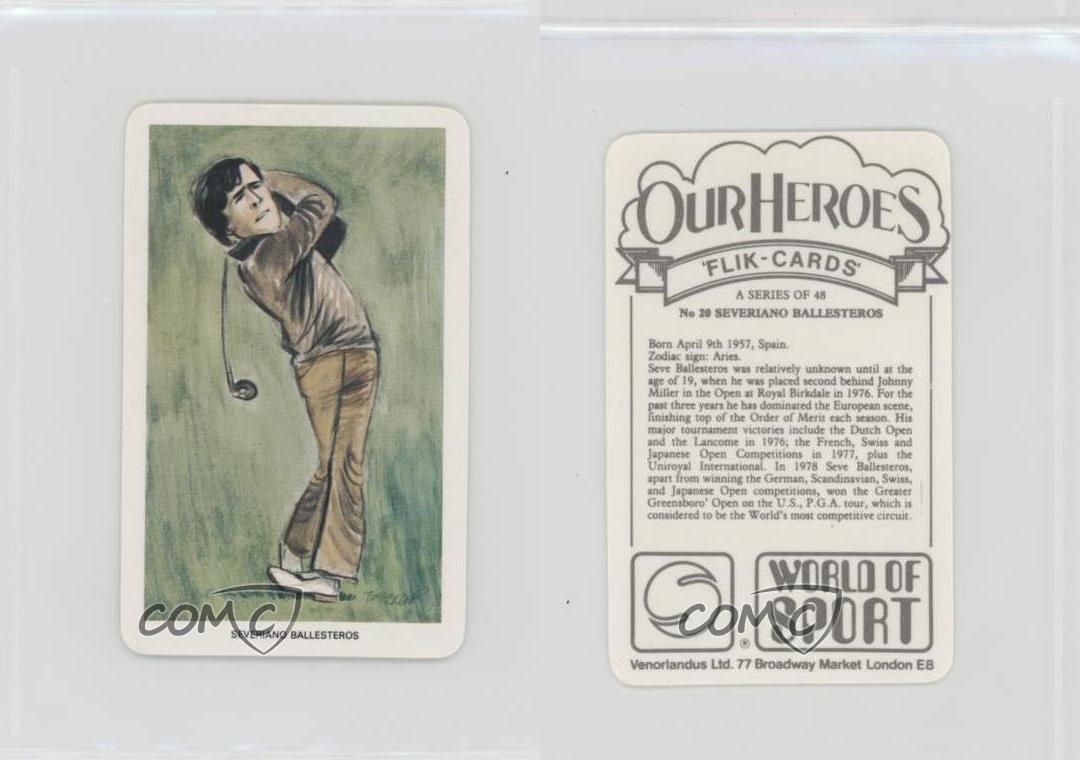 SEVERIANO BALLESTEROS
COMC
OUR HEROES
'FLIK-CARDS'
A SERIES OF 48
No 20 SEVERIANO BALLESTEROS
Born April 9th 1957, Spain.
Zodiac sign: Aries.
Seve Ballesteros was relatively unknown until at the
age of 19, when he was placed second behind Johnny
Miller in the Open at Royal Birkdale in 1976. For the
past three years he has dominated the European scene,
finishing top of the Order of Merit each season. His
major tournament victories include the Dutch Open
and the Lancome in 1976; the French, Swiss and
Japanese Open Competitions in 1977, plus the
Uniroyal International. In 1978 Seve Ballesteros,
apart from winning the German, Scandinavian, Swiss,
and Japanese Open competitions, won the Greater
Greensboro' Open on the U.S., P.G.A. tour, which is
considered to be the World's most competitive circuit.
WORLD OF
SPORT
®
COMC
Venorlandus Ltd. 77 Broadway Market London E8